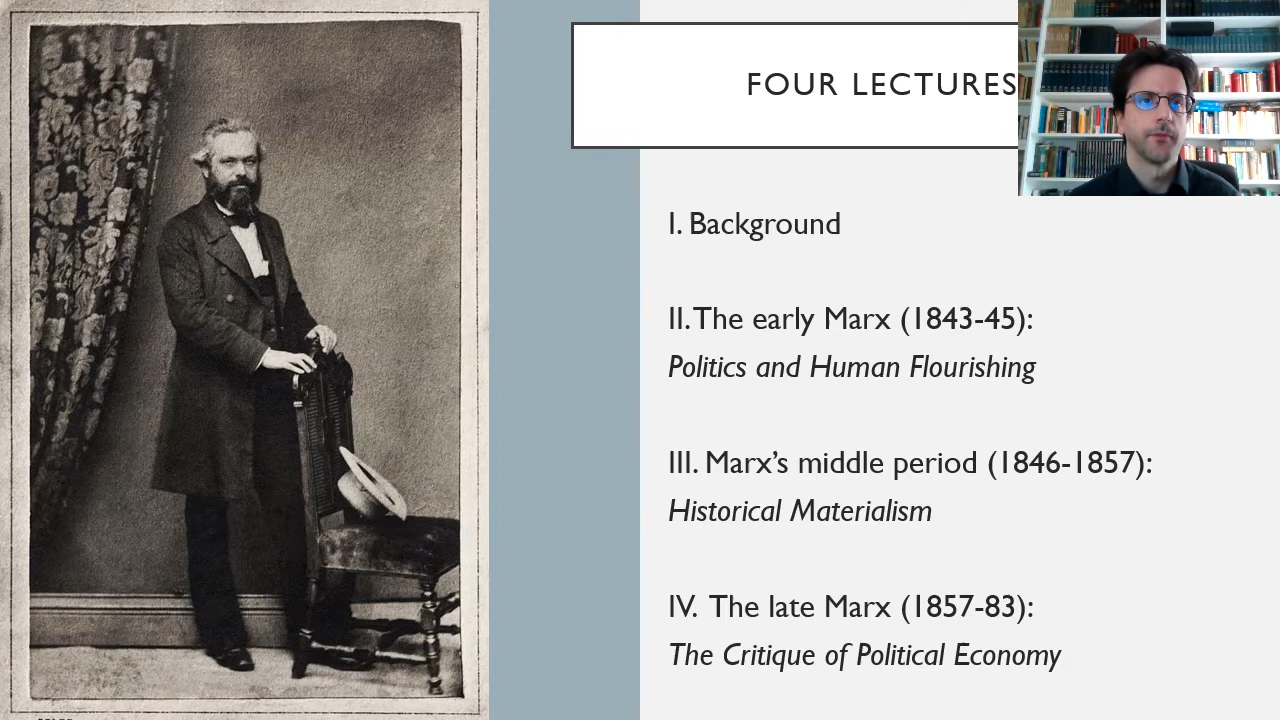 FOUR LECTURES
I. Background
II. The early Marx (1843-45):
Politics and Human Flourishing
III. Marx’s middle period (1846-1857):
Historical Materialism
IV. The late Marx (1857-83):
The Critique of Political Economy